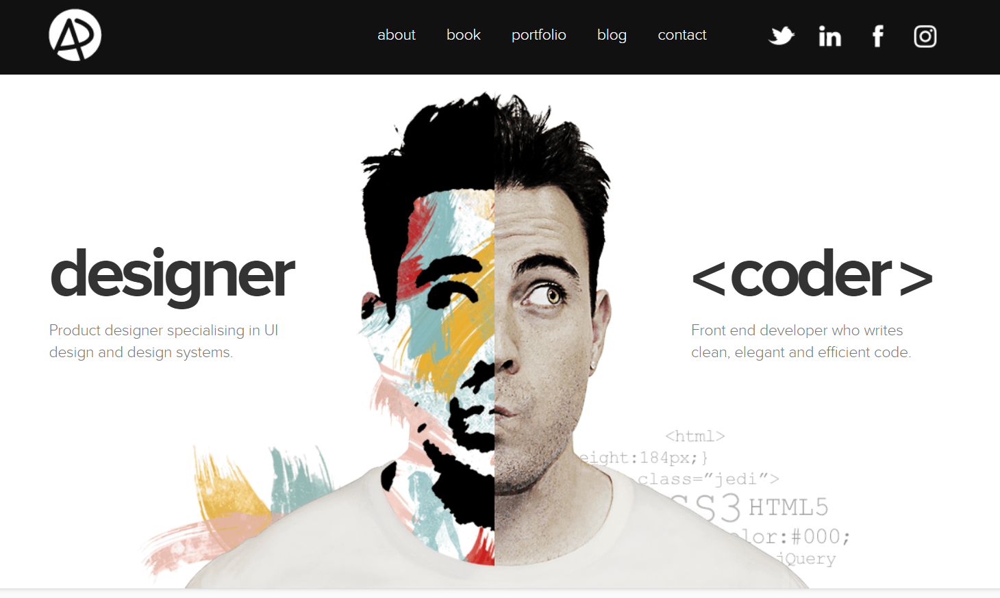 AD
about book portfolio blog contact
designer
Product designer specialising in UI
design and design systems.
<coder>
Front end developer who writes
clean, elegant and efficient code.
<html>
eight:184px;}
class="jedi">
SS3 HTML5
lor:#000;
jQuery